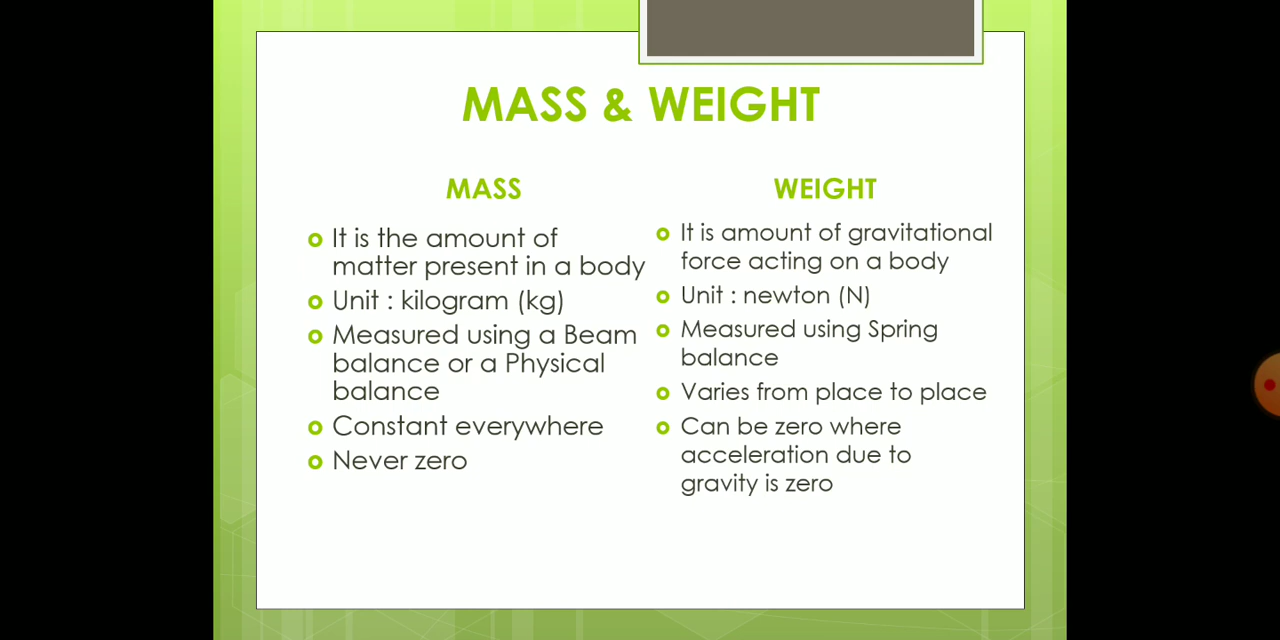 MASS & WEIGHT
MASS
It is the amount of
matter present in a body
Unit : kilogram (kg)
Measured using a Beam
balance or a Physical
balance
Constant everywhere
Never zero
WEIGHT
It is amount of gravitational
force acting on a body
Unit : newton (N)
Measured using Spring
balance
Varies from place to place
Can be zero where
acceleration due to
gravity is zero